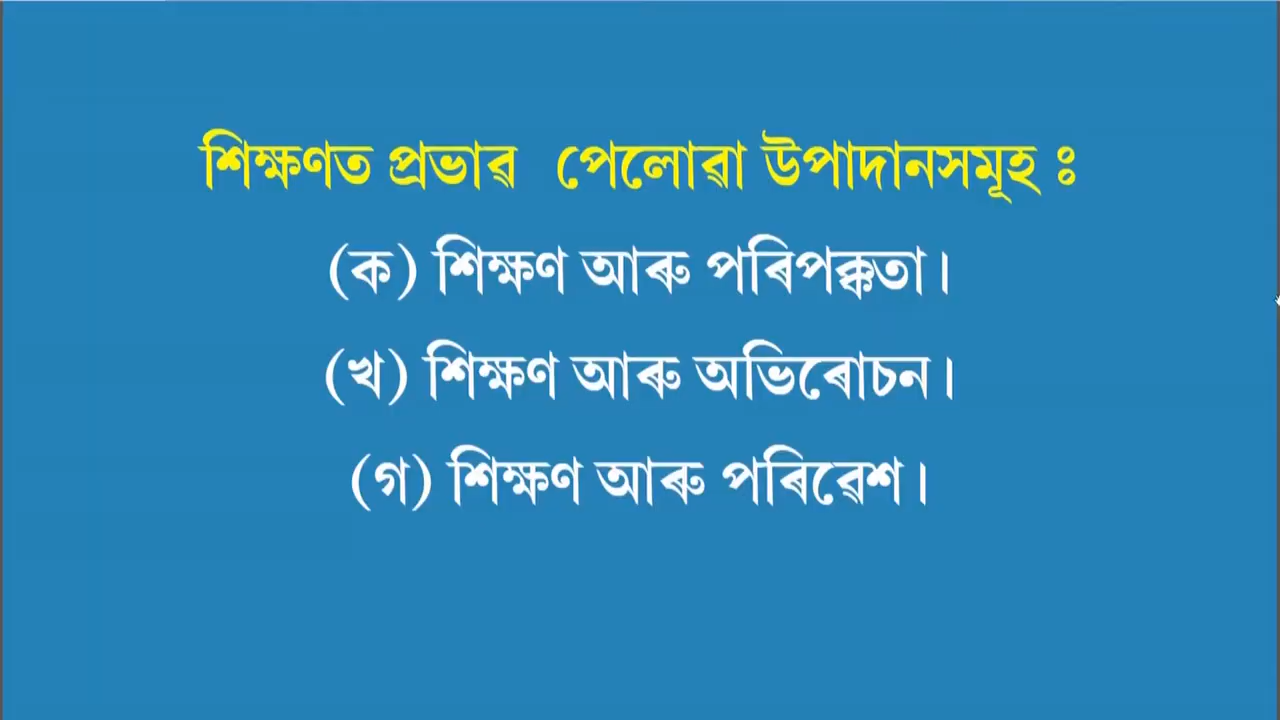 শিক্ষণত প্ৰভাৱ পেলোৱা উপাদানসমূহ ঃ
(ক) শিক্ষণ আৰু পৰিপক্কতা।
(খ) শিক্ষণ আৰু অভিৰোচন।
(গ) শিক্ষণ আৰু পৰিৱেশ।